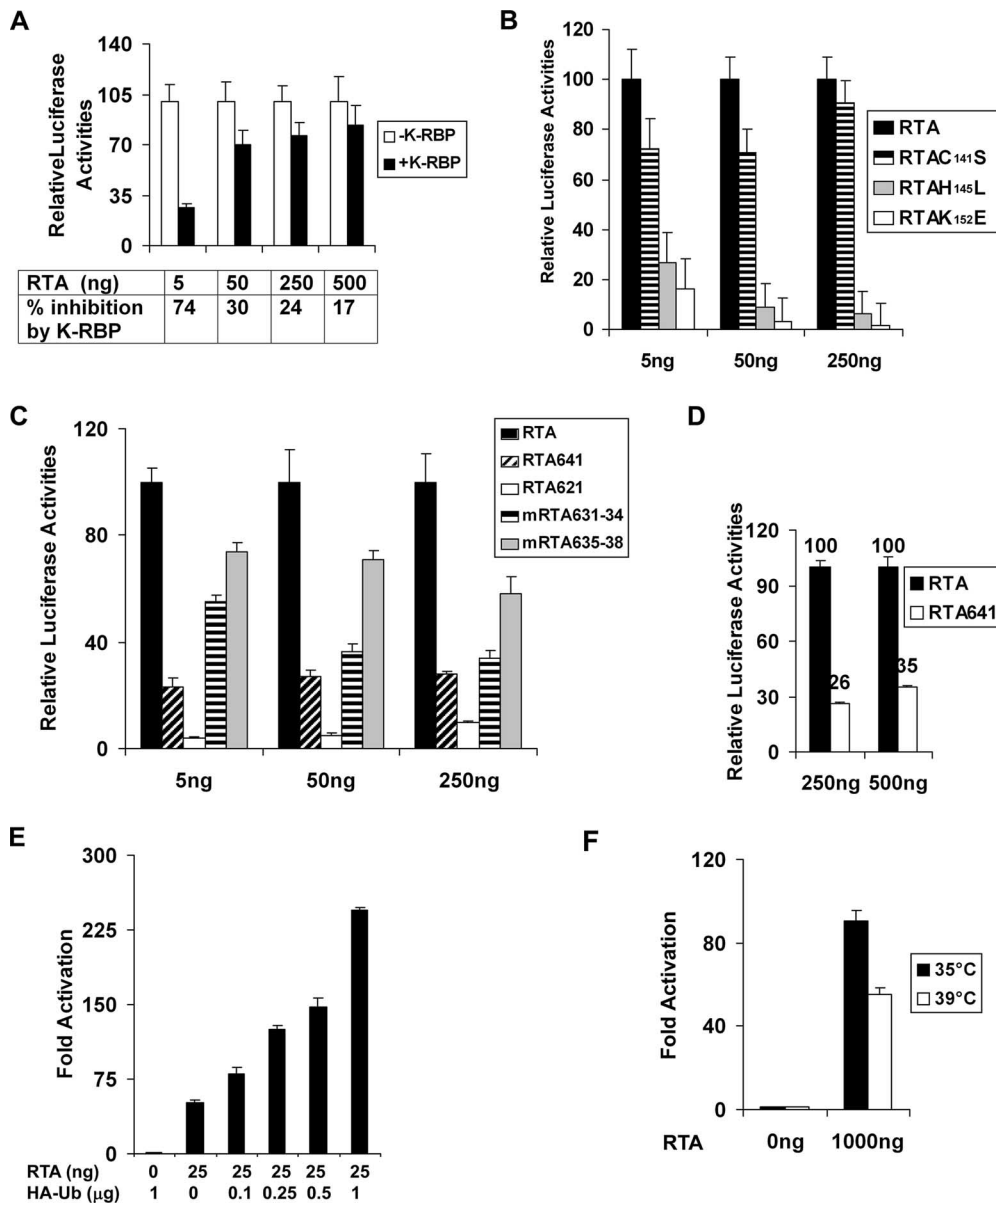 A
RelativeLuciferase
Activities
140
105
70
35
0
-K-RBP
+K-RBP
RTA (ng) 5 50 250 500
% inhibition by K-RBP 74 30 24 17
B
Relative Luciferase Activities
120
100
80
60
40
20
0
5ng 50ng 250ng
RTA
RTAC141S
RTAH145L
RTAK152E
C
Relative Luciferase Activities
120
80
40
0
5ng 50ng 250ng
RTA
RTA641
RTA621
mRTA631-34
mRTA635-38
D
Relative Luciferase Activities
120
90
60
30
0
100 100
26 35
250ng 500ng
RTA
RTA641
E
Fold Activation
300
225
150
75
0
RTA (ng) 0 25 25 25 25 25
HA-Ub (µg) 1 0 0.1 0.25 0.5 1
F
Fold Activation
120
80
40
0
RTA 0ng 1000ng
35°C
39°C